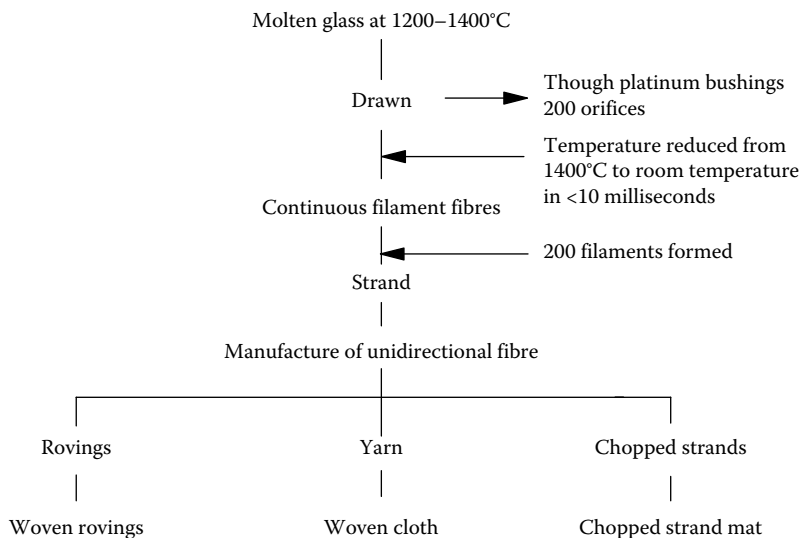 Molten glass at 1200–1400°C
Drawn
Though platinum bushings
200 orifices
Temperature reduced from
1400°C to room temperature
in <10 milliseconds
Continuous filament fibres
200 filaments formed
Strand
Manufacture of unidirectional fibre
Rovings
Yarn
Chopped strands
Woven rovings
Woven cloth
Chopped strand mat